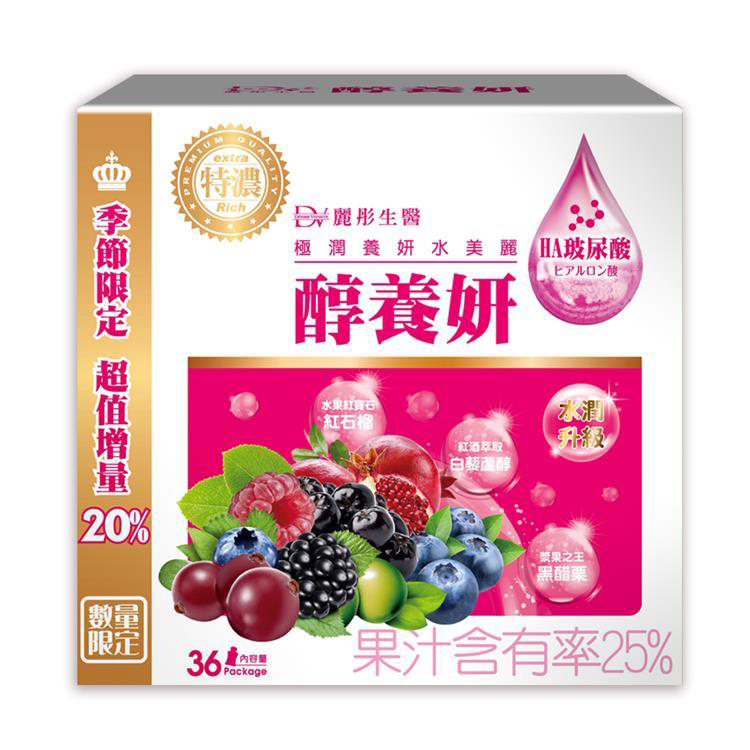 醇養妍
PREMIUM QUALITY
extra
特濃
Rich
DV麗彤生醫
極潤養妍水美麗
醇養妍
HA玻尿酸
ヒアルロン酸
季節限定 超值增量
20%
數量
限定
水果紅寶石
紅石榴
紅酒萃取
白藜蘆醇
水潤
升級
漿果之王
黑醋栗
36 內容量
Package
果汁含有率25%